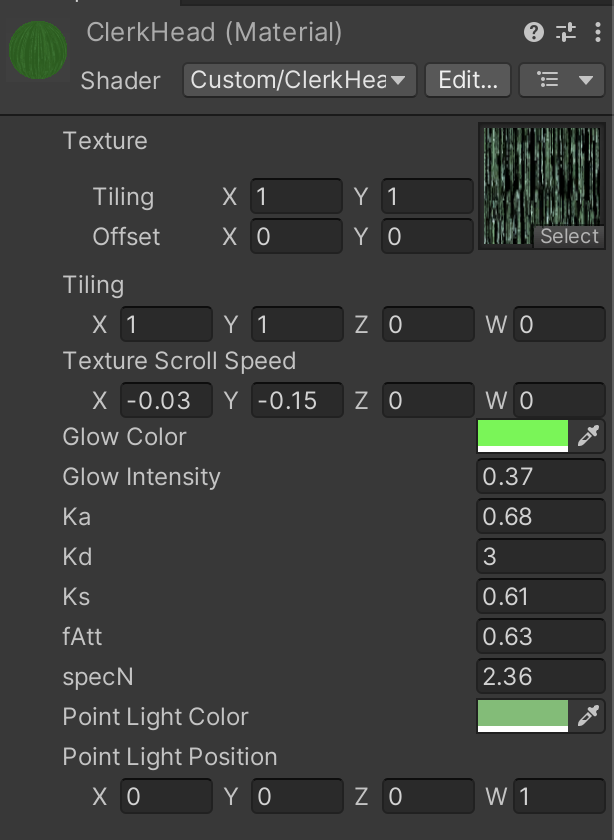 ClerkHead (Material)
Shader Custom/ClerkHea Edit...
Texture
Tiling X 1 Y 1
Offset X 0 Y 0
Select
Tiling
X 1 Y 1 Z 0 W 0
Texture Scroll Speed
X -0.03 Y -0.15 Z 0 W 0
Glow Color
Glow Intensity 0.37
Ka 0.68
Kd 3
Ks 0.61
fAtt 0.63
specN 2.36
Point Light Color
Point Light Position
X 0 Y 0 Z 0 W 1